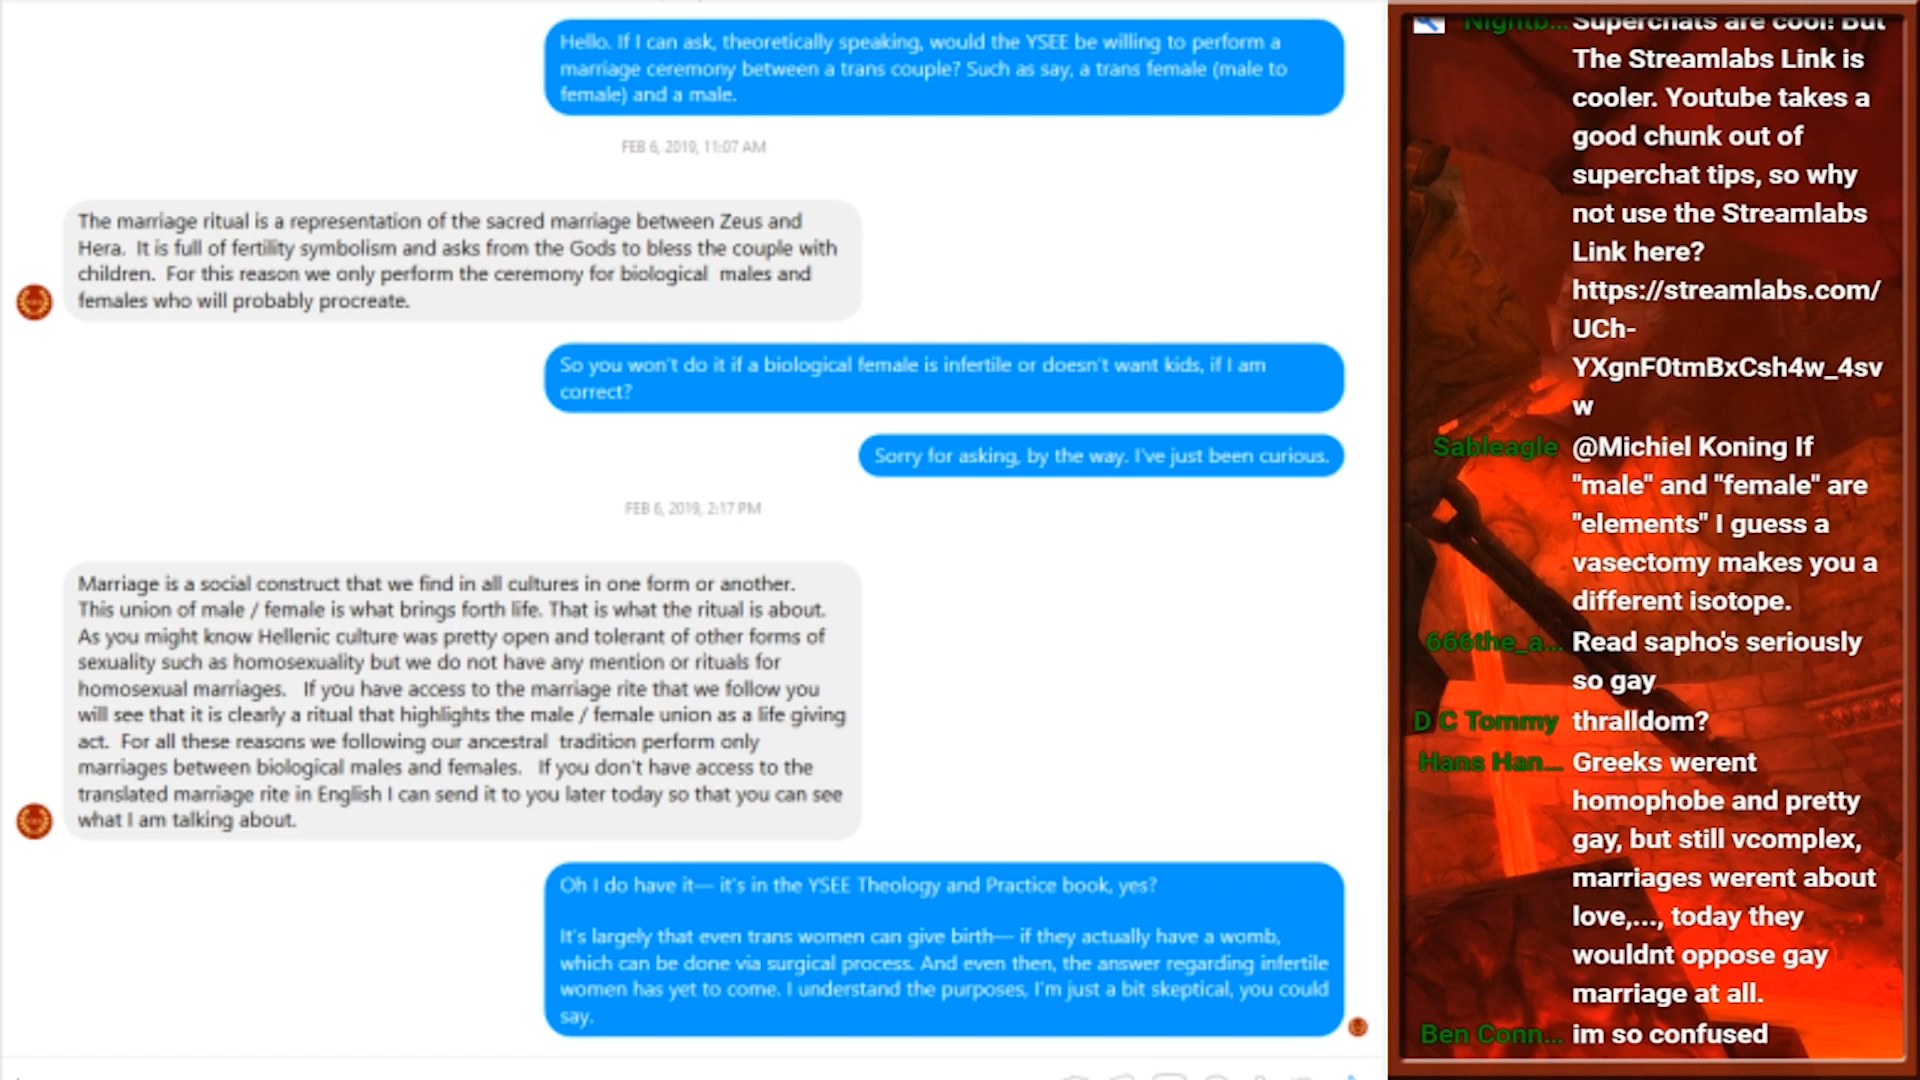 Hello. If I can ask, theoretically speaking, would the YSEE be willing to perform a
marriage ceremony between a trans couple? Such as say, a trans female (male to
female) and a male.
FEB 6, 2019, 11:07 AM
The marriage ritual is a representation of the sacred marriage between Zeus and
Hera.  It is full of fertility symbolism and asks from the Gods to bless the couple with
children.  For this reason we only perform the ceremony for biological  males and
females who will probably procreate.
So you won't do it if a biological female is infertile or doesn't want kids, if I am
correct?
Sorry for asking, by the way. I've just been curious.
FEB 6, 2019, 2:17 PM
Marriage is a social construct that we find in all cultures in one form or another.
This union of male / female is what brings forth life. That is what the ritual is about.
As you might know Hellenic culture was pretty open and tolerant of other forms of
sexuality such as homosexuality but we do not have any mention or rituals for
homosexual marriages.   If you have access to the marriage rite that we follow you
will see that it is clearly a ritual that highlights the male / female union as a life giving
act.  For all these reasons we following our ancestral  tradition perform only
marriages between biological males and females.   If you don't have access to the
translated marriage rite in English I can send it to you later today so that you can see
what I am talking about.
Oh I do have it— it's in the YSEE Theology and Practice book, yes?
It's largely that even trans women can give birth— if they actually have a womb,
which can be done via surgical process. And even then, the answer regarding infertile
women has yet to come. I understand the purposes, I'm just a bit skeptical, you could
say.
Nightb... Superchats are cool! But
The Streamlabs Link is
cooler. Youtube takes a
good chunk out of
superchat tips, so why
not use the Streamlabs
Link here?
https://streamlabs.com/
UCh-
YXgnF0tmBxCsh4w_4sv
w
Sableagle @Michiel Koning If
"male" and "female" are
"elements" I guess a
vasectomy makes you a
different isotope.
666the_a... Read sapho's seriously
so gay
D C Tommy thralldom?
Hans Han... Greeks werent
homophobe and pretty
gay, but still vcomplex,
marriages werent about
love,..., today they
wouldnt oppose gay
marriage at all.
Ben Conn... im so confused